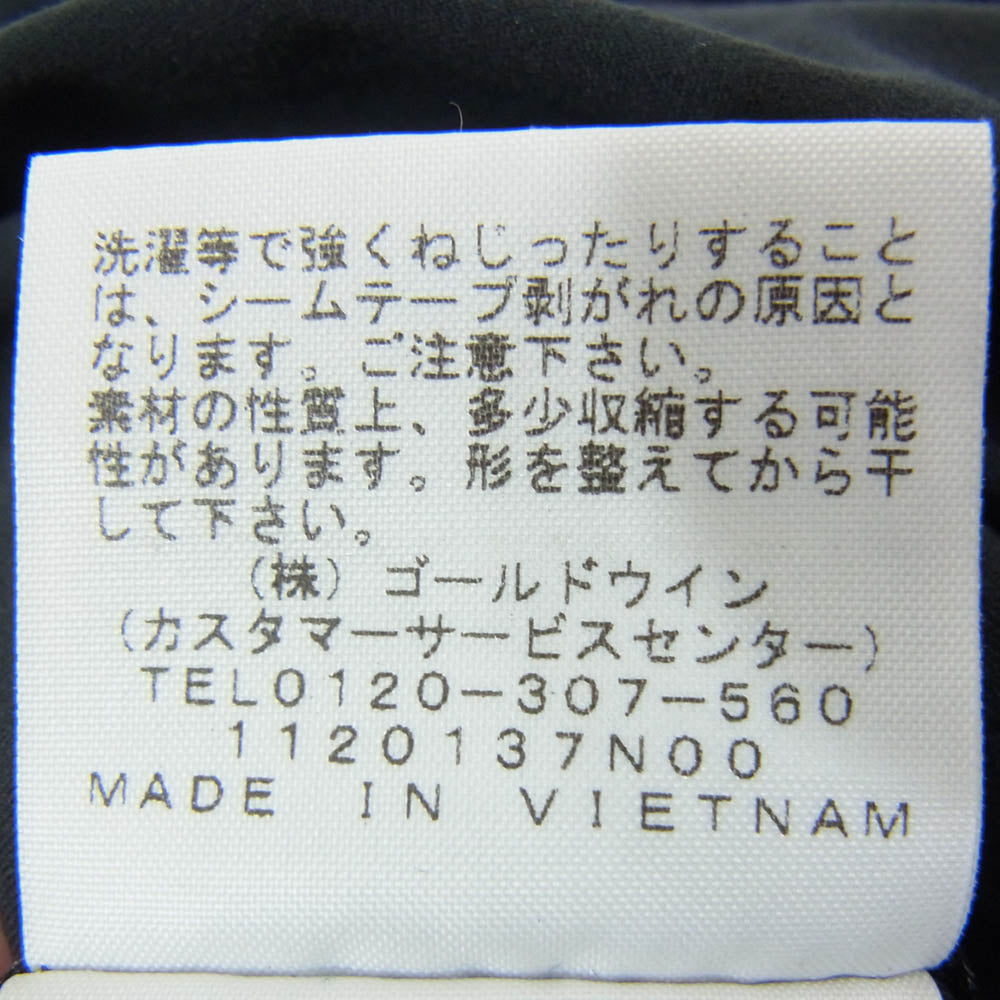 洗濯等で強くねじったりすること
は、シームテープ剥がれの原因と
なります。ご注意下さい。
素材の性質上、多少収縮する可能
性があります。形を整えてから干
して下さい。
(株)ゴールドウイン
(カスタマーサービスセンター)
TEL0120-307-560
1120137N00
MADE IN VIETNAM